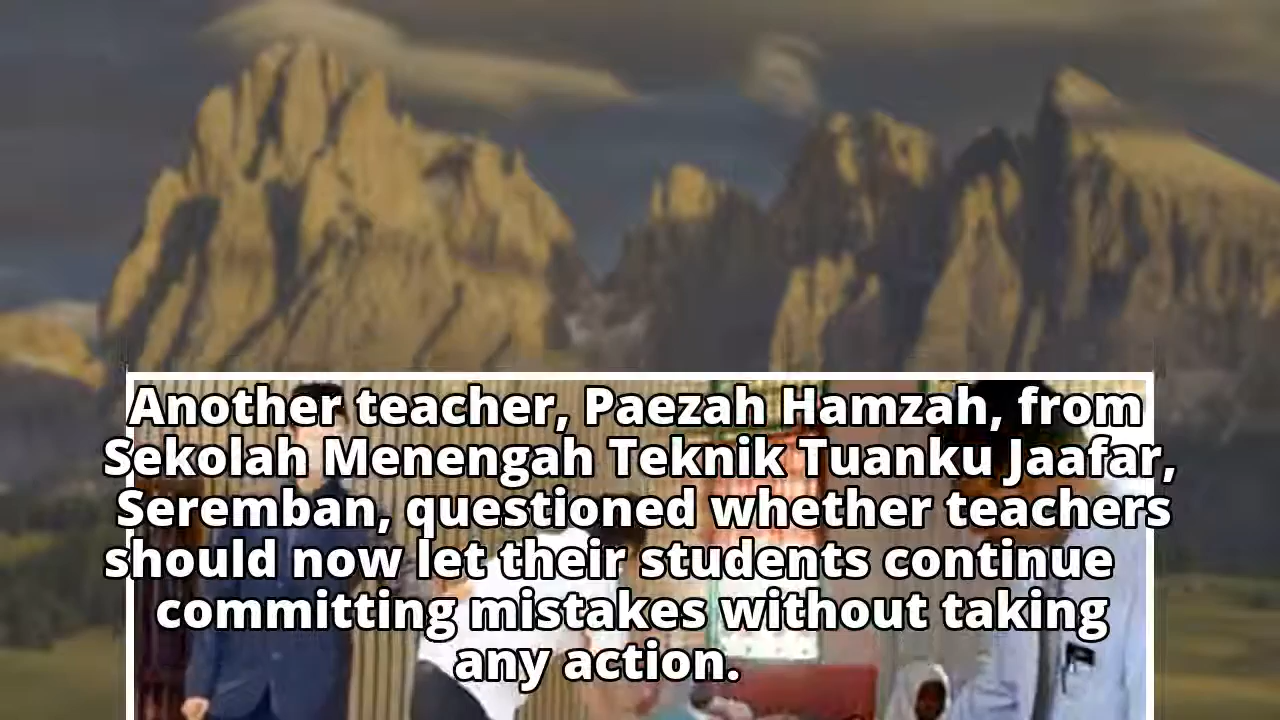 Another teacher, Paezah Hamzah, from
Sekolah Menengah Teknik Tuanku Jaafar,
Seremban, questioned whether teachers
should now let their students continue
committing mistakes without taking
any action.